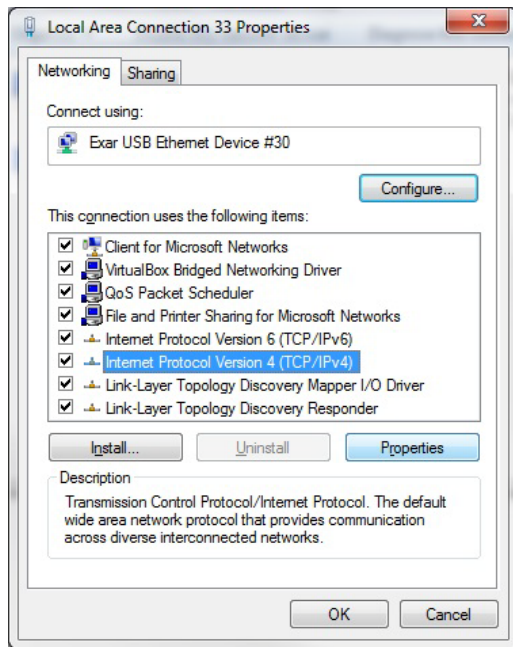 Local Area Connection 33 Properties
Networking
Sharing
Connect using:
Exar USB Ethernet Device #30
Configure...
This connection uses the following items:
Client for Microsoft Networks
VirtualBox Bridged Networking Driver
QoS Packet Scheduler
File and Printer Sharing for Microsoft Networks
Internet Protocol Version 6 (TCP/IPv6)
Internet Protocol Version 4 (TCP/IPv4)
Link-Layer Topology Discovery Mapper I/O Driver
Link-Layer Topology Discovery Responder
Install...
Uninstall
Properties
Description
Transmission Control Protocol/Internet Protocol. The default
wide area network protocol that provides communication
across diverse interconnected networks.
OK
Cancel